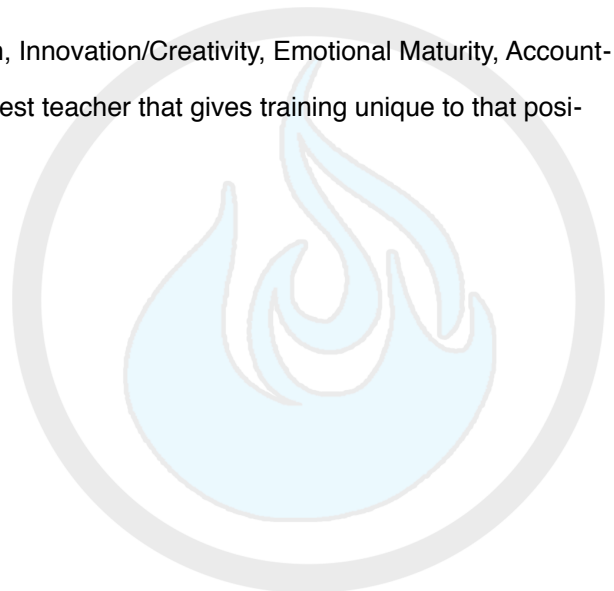 , Innovation/Creativity, Emotional Maturity, Account-
est teacher that gives training unique to that posi-